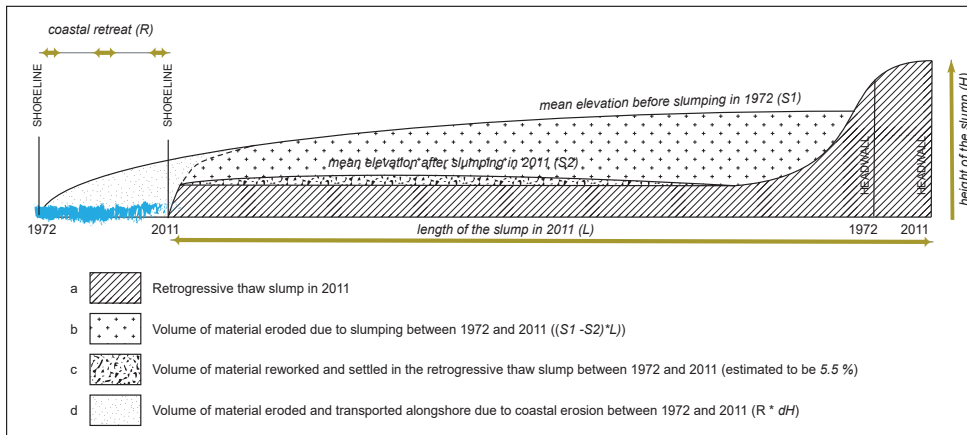 coastal retreat (R)
SHORELINE
SHORELINE
mean elevation before slumping in 1972 (S1)
mean elevation after slumping in 2011 (S2)
HEADWALL
HEADWALL
height of the slump (H)
1972
2011
length of the slump in 2011 (L)
1972
2011
a Retrogressive thaw slump in 2011
b Volume of material eroded due to slumping between 1972 and 2011 ((S1 -S2)*L))
c Volume of material reworked and settled in the retrogressive thaw slump between 1972 and 2011 (estimated to be 5.5 %)
d Volume of material eroded and transported alongshore due to coastal erosion between 1972 and 2011 (R * dH)